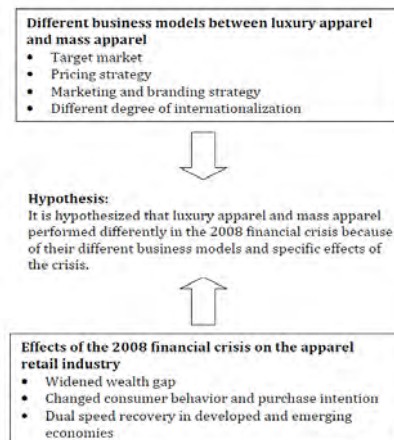 Different business models between luxury apparel
and mass apparel
• Target market
• Pricing strategy
• Marketing and branding strategy
• Different degree of internationalization
Hypothesis:
It is hypothesized that luxury apparel and mass apparel
performed differently in the 2008 financial crisis because
of their different business models and specific effects of
the crisis.
Effects of the 2008 financial crisis on the apparel
retail industry
• Widened wealth gap
• Changed consumer behavior and purchase intention
• Dual speed recovery in developed and emerging
economies